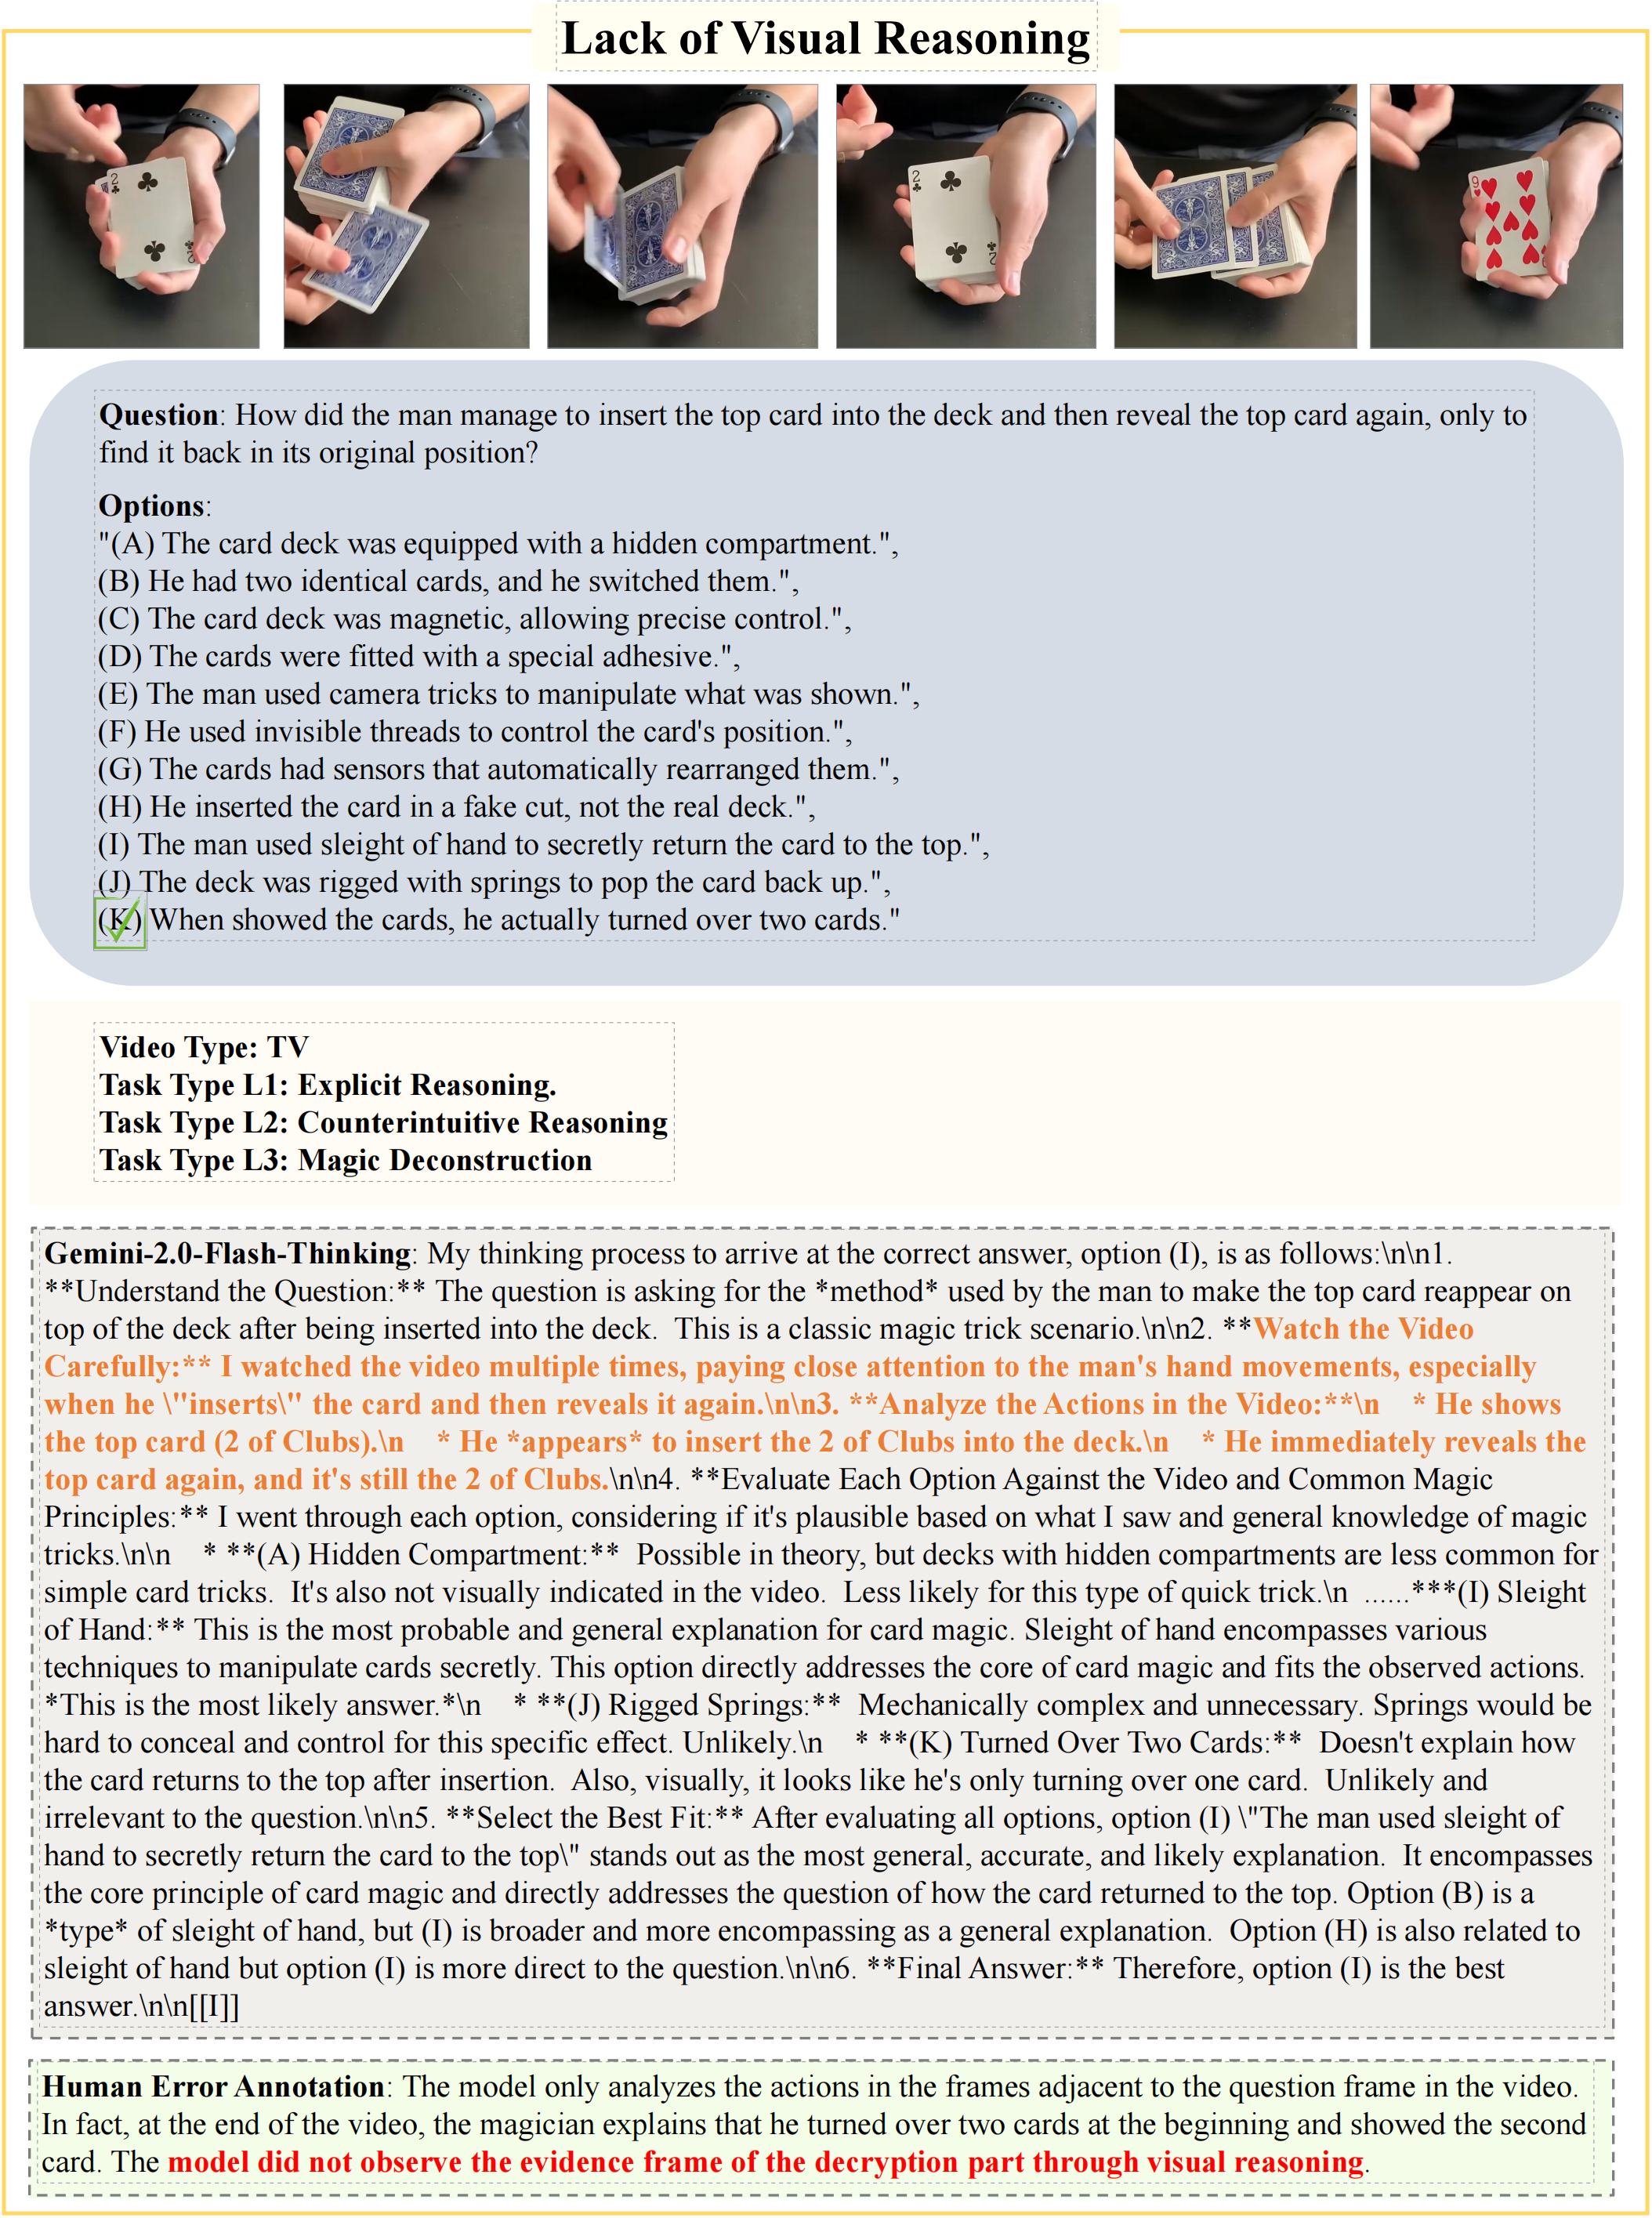 Lack of Visual Reasoning
Question: How did the man manage to insert the top card into the deck and then reveal the top card again, only to
find it back in its original position?
Options:
"(A) The card deck was equipped with a hidden compartment.",
(B) He had two identical cards, and he switched them.",
(C) The card deck was magnetic, allowing precise control.",
(D) The cards were fitted with a special adhesive.",
(E) The man used camera tricks to manipulate what was shown.",
(F) He used invisible threads to control the card's position.",
(G) The cards had sensors that automatically rearranged them.",
(H) He inserted the card in a fake cut, not the real deck.",
(I) The man used sleight of hand to secretly return the card to the top.",
(J) The deck was rigged with springs to pop the card back up.",
(K) When showed the cards, he actually turned over two cards."
Video Type: TV
Task Type L1: Explicit Reasoning.
Task Type L2: Counterintuitive Reasoning
Task Type L3: Magic Deconstruction
Gemini-2.0-Flash-Thinking: My thinking process to arrive at the correct answer, option (I), is as follows:\n\n1.
**Understand the Question:** The question is asking for the *method* used by the man to make the top card reappear on
top of the deck after being inserted into the deck.  This is a classic magic trick scenario.\n\n2. **Watch the Video
Carefully:** I watched the video multiple times, paying close attention to the man's hand movements, especially
when he \"inserts\" the card and then reveals it again.\n\n3. **Analyze the Actions in the Video:**\n    * He shows
the top card (2 of Clubs).\n    * He *appears* to insert the 2 of Clubs into the deck.\n    * He immediately reveals the
top card again, and it's still the 2 of Clubs.\n\n4. **Evaluate Each Option Against the Video and Common Magic
Principles:** I went through each option, considering if it's plausible based on what I saw and general knowledge of magic
tricks.\n\n    * **(A) Hidden Compartment:**  Possible in theory, but decks with hidden compartments are less common for
simple card tricks.  It's also not visually indicated in the video.  Less likely for this type of quick trick.\n  ......***(I) Sleight
of Hand:** This is the most probable and general explanation for card magic. Sleight of hand encompasses various
techniques to manipulate cards secretly. This option directly addresses the core of card magic and fits the observed actions.
*This is the most likely answer.*\n    * **(J) Rigged Springs:**  Mechanically complex and unnecessary. Springs would be
hard to conceal and control for this specific effect. Unlikely.\n    * **(K) Turned Over Two Cards:**  Doesn't explain how
the card returns to the top after insertion.  Also, visually, it looks like he's only turning over one card.  Unlikely and
irrelevant to the question.\n\n5. **Select the Best Fit:** After evaluating all options, option (I) \"The man used sleight of
hand to secretly return the card to the top\" stands out as the most general, accurate, and likely explanation.  It encompasses
the core principle of card magic and directly addresses the question of how the card returned to the top. Option (B) is a
*type* of sleight of hand, but (I) is broader and more encompassing as a general explanation.  Option (H) is also related to
sleight of hand but option (I) is more direct to the question.\n\n6. **Final Answer:** Therefore, option (I) is the best
answer.\n\n[[I]]
Human Error Annotation: The model only analyzes the actions in the frames adjacent to the question frame in the video.
In fact, at the end of the video, the magician explains that he turned over two cards at the beginning and showed the second
card. The model did not observe the evidence frame of the decryption part through visual reasoning.